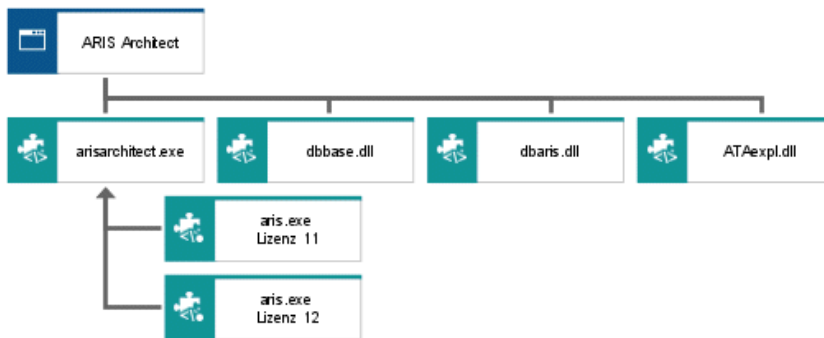 ARIS Architect
arisarchitect.exe
dbbase.dll
dbaris.dll
ATAexpl.dll
aris.exe
Lizenz 11
aris.exe
Lizenz 12